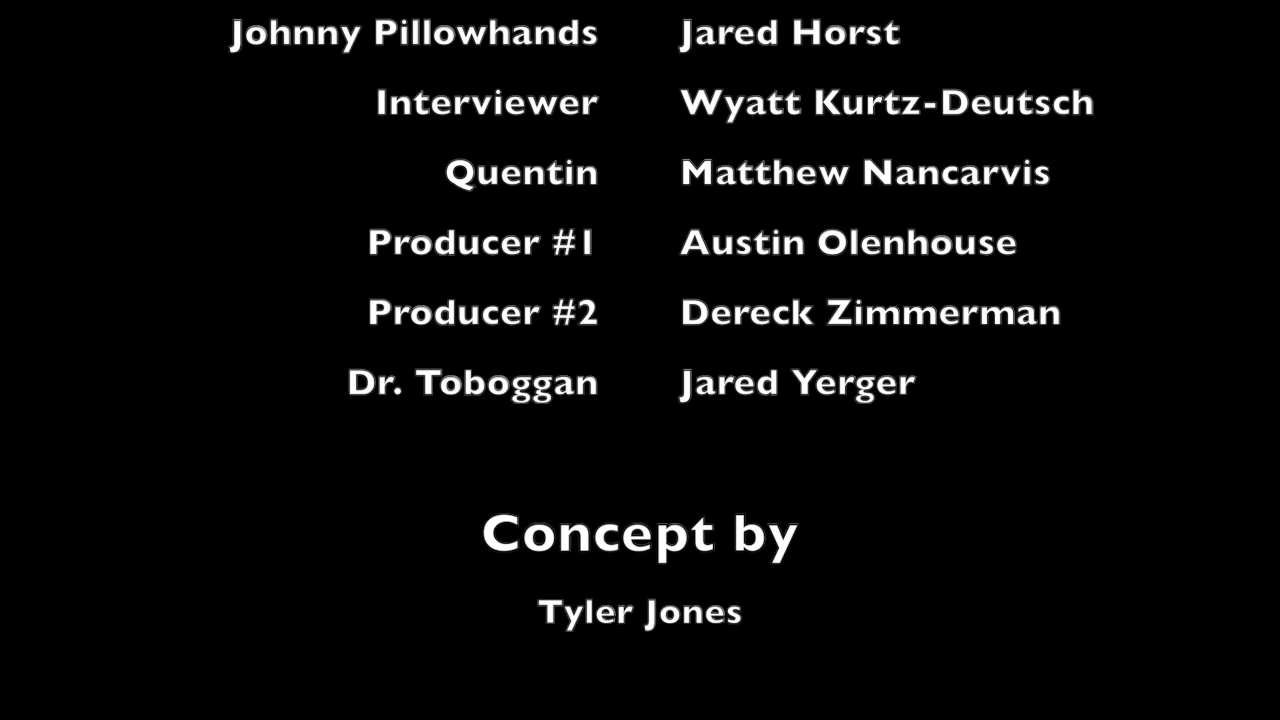 Johnny Pillowhands Jared Horst
Interviewer Wyatt Kurtz-Deutsch
Quentin Matthew Nancarvis
Producer #1 Austin Olenhouse
Producer #2 Dereck Zimmerman
Dr. Toboggan Jared Yerger
Concept by
Tyler Jones